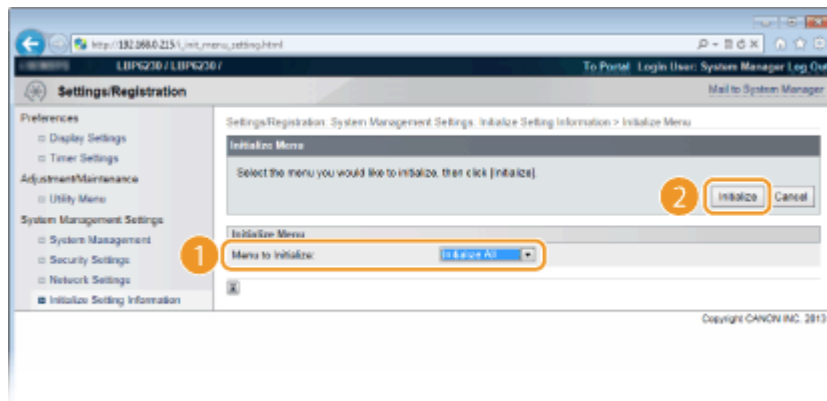 http://192.168.0.215/_init_menu_setting.html
LBP6230 / LBP6230 /
To Portal Login User: System Manager Log Out
Settings/Registration
Mail to System Manager
Preferences
Display Settings
Timer Settings
Adjustment/Maintenance
Utility Menu
System Management Settings
System Management
Security Settings
Network Settings
Initialize Setting Information
Settings/Registration: System Management Settings: Initialize Setting Information > Initialize Menu
Initialize Menu
Select the menu you would like to initialize, then click [Initialize].
2
Initialize Cancel
Initialize Menu
1
Menu to Initialize: Initialize All
Copyright CANON INC. 2013